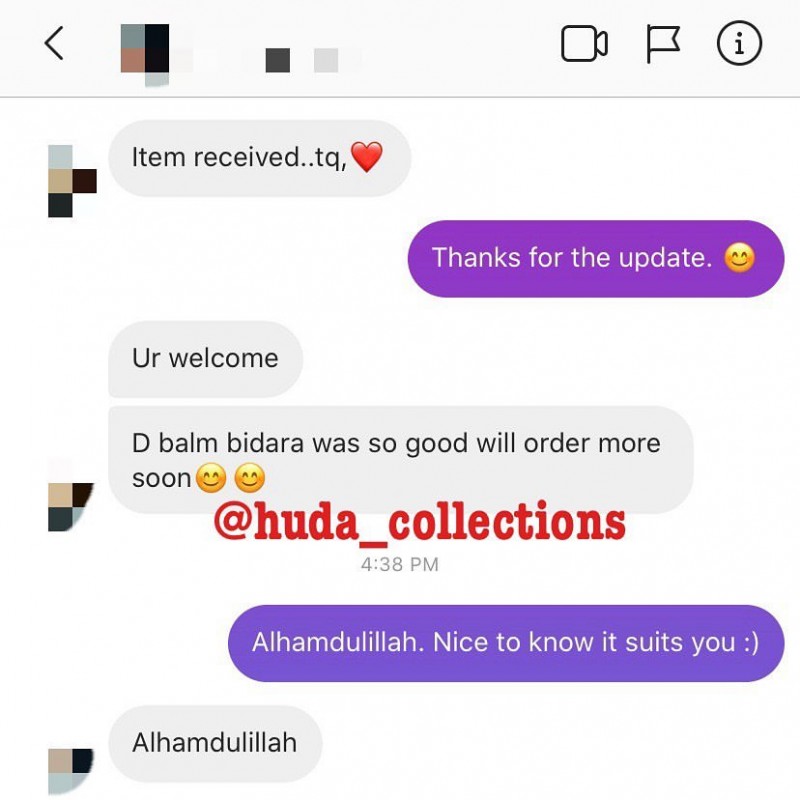 Item received..tq,❤️
Thanks for the update. 😊
Ur welcome
D balm bidara was so good will order more
soon😊😊
@huda_collections
4:38 PM
Alhamdulillah. Nice to know it suits you :)
Alhamdulillah